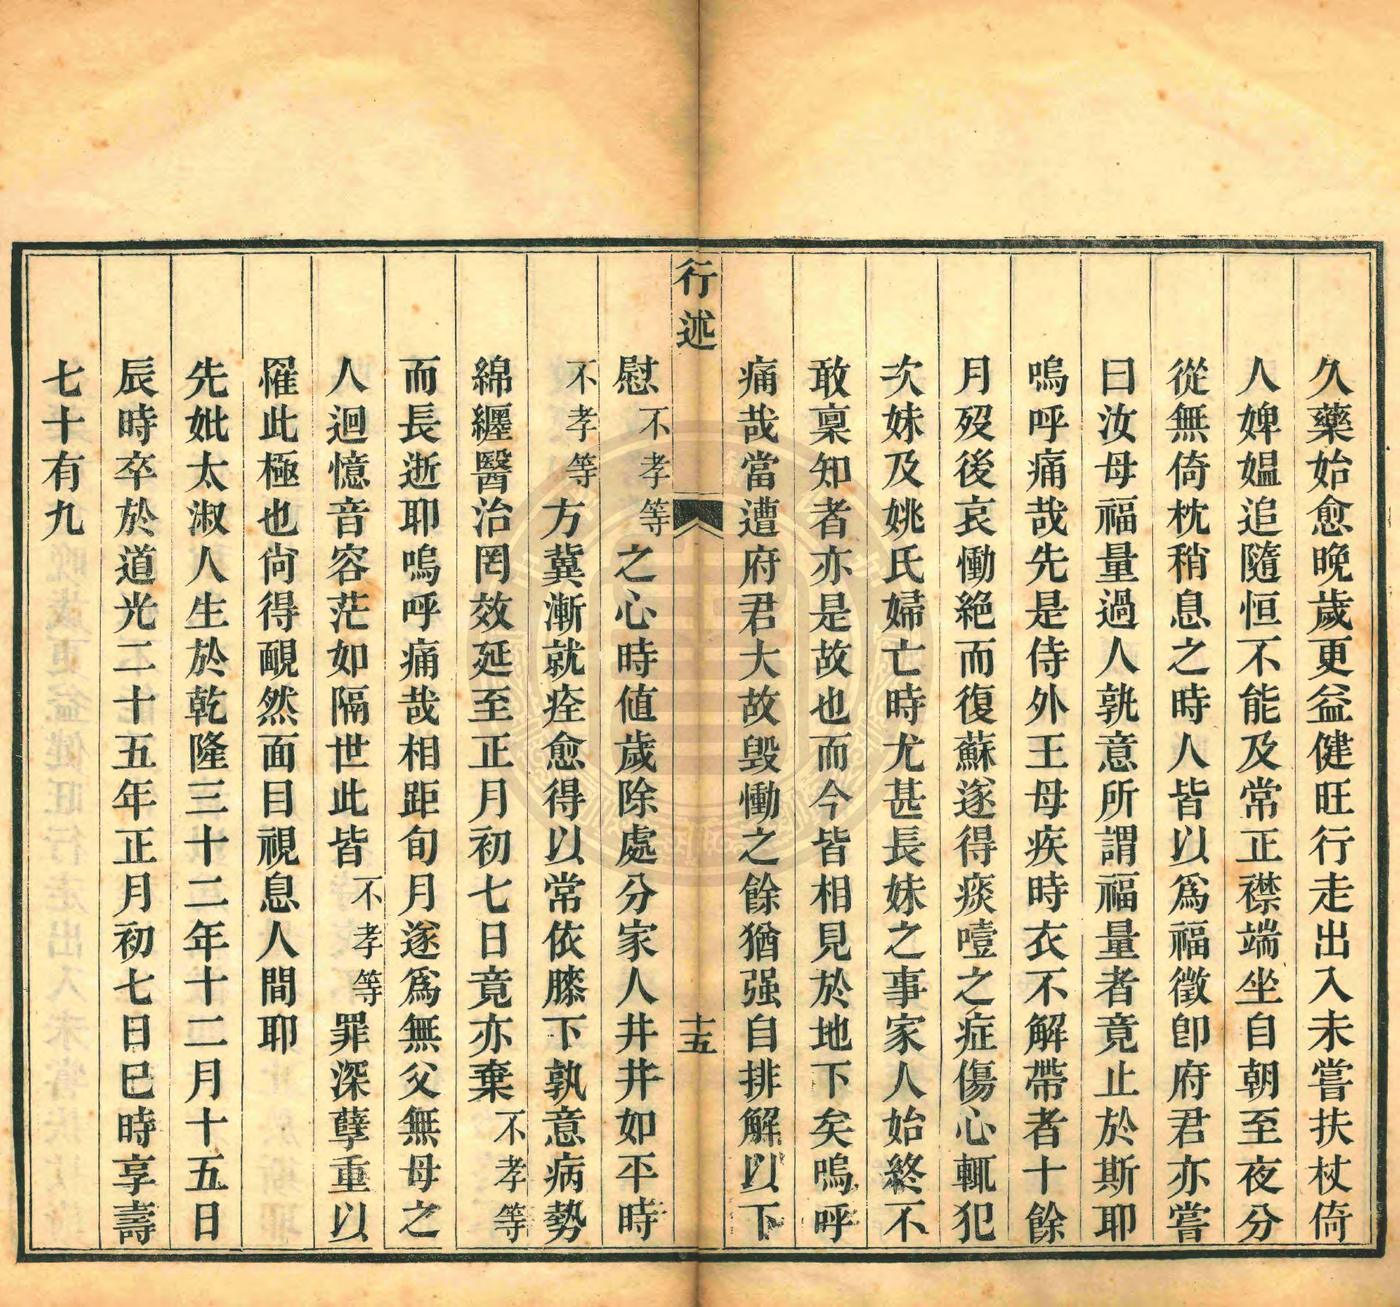 久藥始愈晚歲更益健旺行走出入未嘗扶杖倚
人婢媼追隨恒不能及常正襟端坐自朝至夜分
從無倚枕稍息之時人皆以爲福徵卽府君亦嘗
曰汝母福量過人孰意所謂福量者竟止於斯耶
嗚呼痛哉先是侍外王母疾時衣不解帶者十餘
月歿後哀慟絶而復蘇遂得痰噎之症傷心輒犯
次妹及姚氏婦亡時尤甚長妹之事家人始終不
敢稟知者亦是故也而今皆相見於地下矣嗚呼
痛哉當遭府君大故毀慟之餘猶强自排解以下
行述
十五
慰不孝等之心時値歲除處分家人井井如平時
不孝等方冀漸就痊愈得以常依膝下孰意病勢
綿纏醫治罔效延至正月初七日竟亦棄不孝等
而長逝耶嗚呼痛哉相距旬月遂爲無父無母之
人迴憶音容茫如隔世此皆不孝等罪深孽重以
罹此極也尙得靦然面目視息人間耶
先妣太淑人生於乾隆三十二年十二月十五日
辰時卒於道光二十五年正月初七日巳時享壽
七十有九